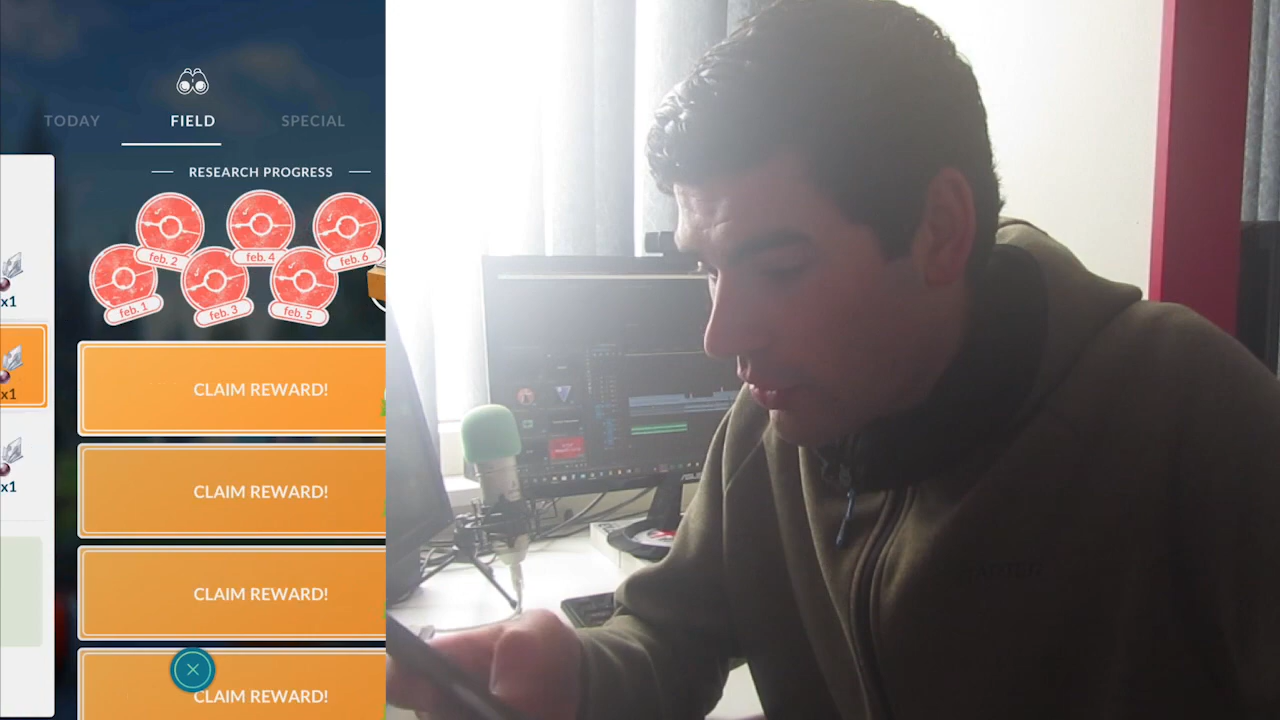 TODAY
FIELD
SPECIAL
RESEARCH PROGRESS
feb. 2
feb. 4
feb. 6
feb. 1
feb. 3
feb. 5
x1
x1
x1
CLAIM REWARD!
CLAIM REWARD!
CLAIM REWARD!
CLAIM REWARD!